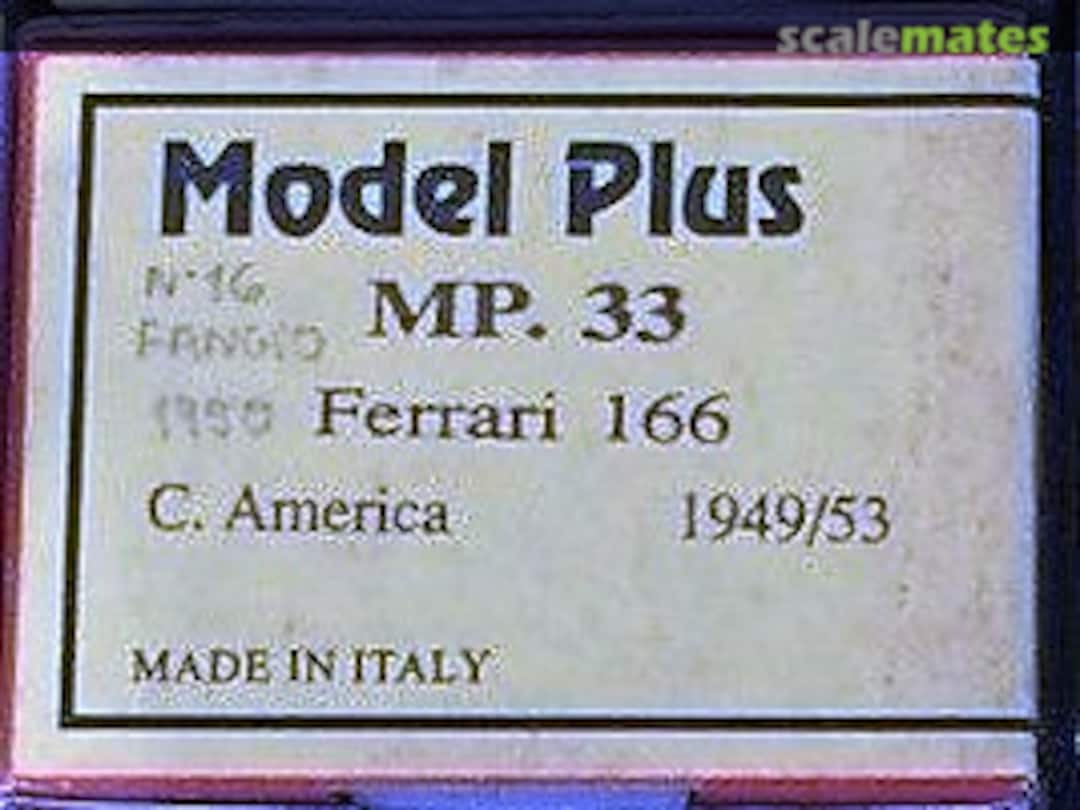 scalemates
Model Plus
N°16
MP. 33
FANGIO
1950
Ferrari 166
C. America 1949/53
MADE IN ITALY